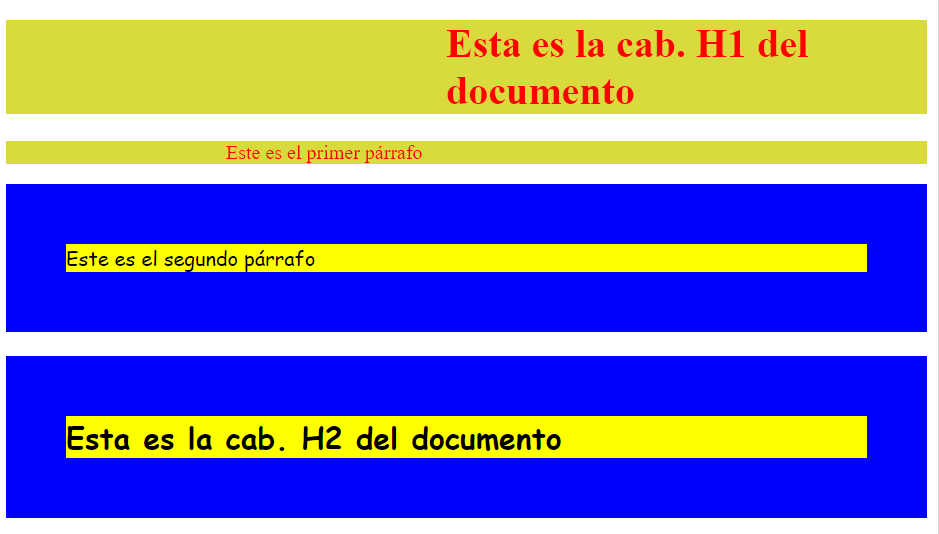 Esta es la cab. H1 del
documento
Este es el primer párrafo
Este es el segundo párrafo
Esta es la cab. H2 del documento